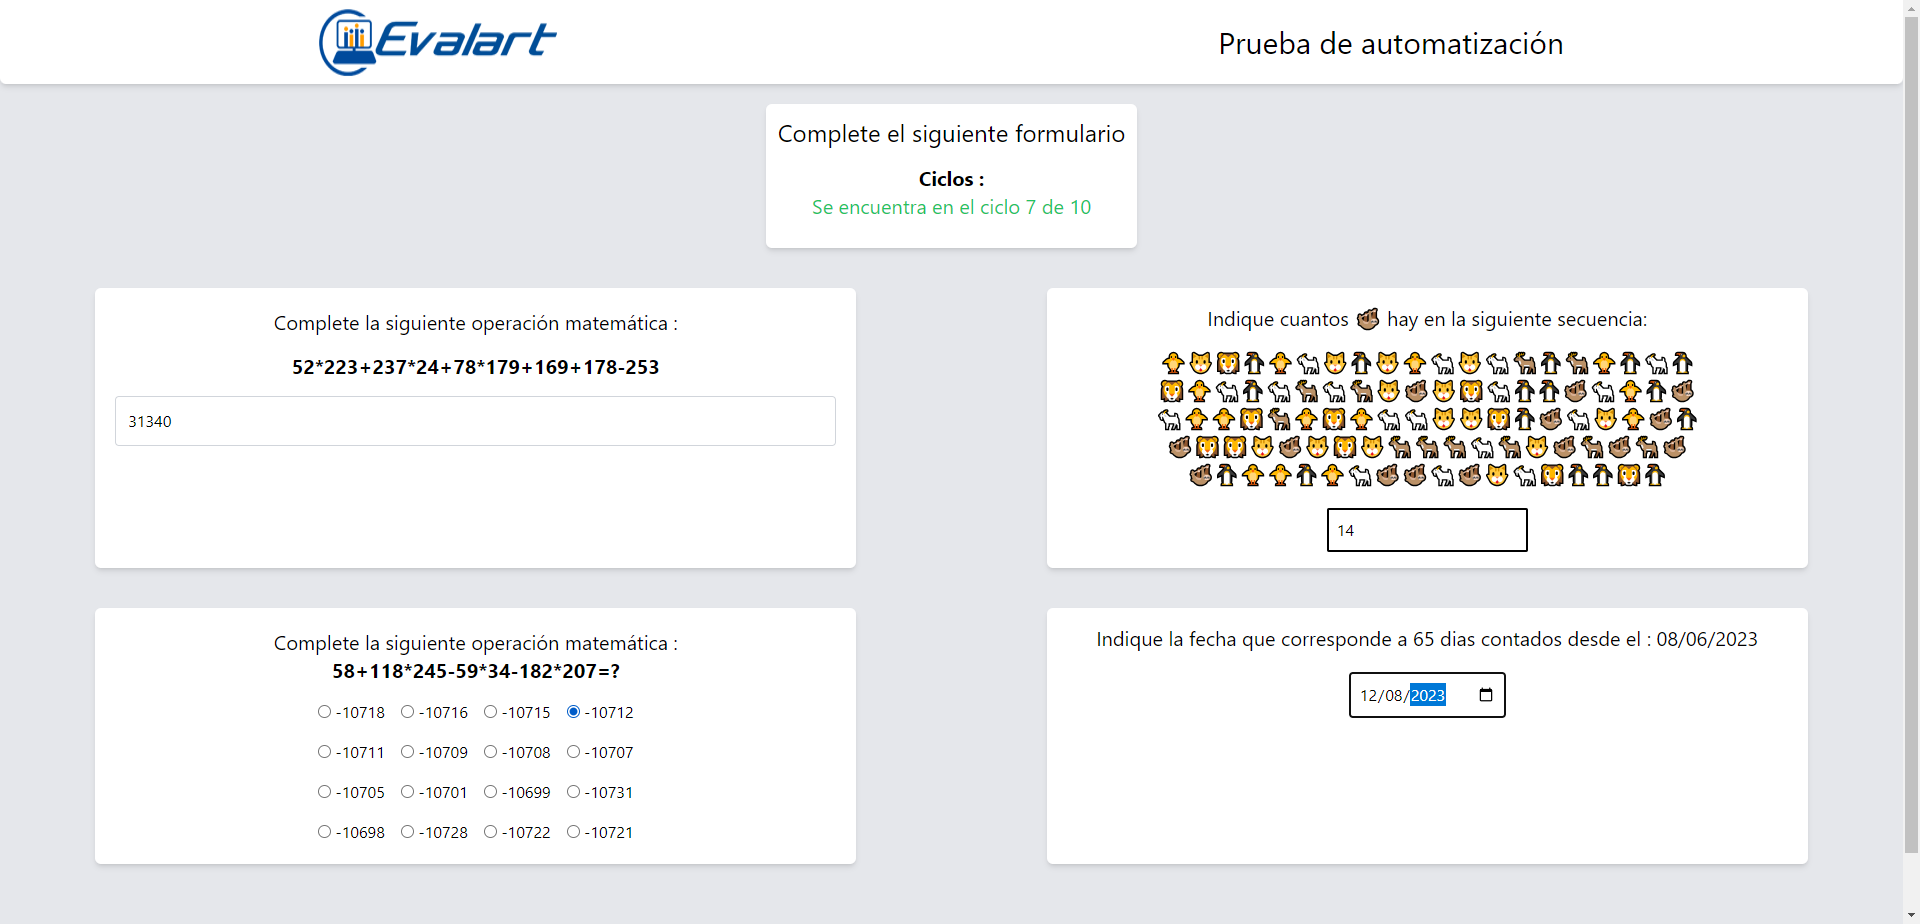 Evalart
Prueba de automatización
Complete el siguiente formulario
Ciclos :
Se encuentra en el ciclo 7 de 10
Complete la siguiente operación matemática :
52*223+237*24+78*179+169+178-253
31340
Indique cuantos 🦥 hay en la siguiente secuencia:
14
Complete la siguiente operación matemática :
58+118*245-59*34-182*207=?
-10718 -10716 -10715 -10712
-10711 -10709 -10708 -10707
-10705 -10701 -10699 -10731
-10698 -10728 -10722 -10721
Indique la fecha que corresponde a 65 dias contados desde el : 08/06/2023
12/08/2023